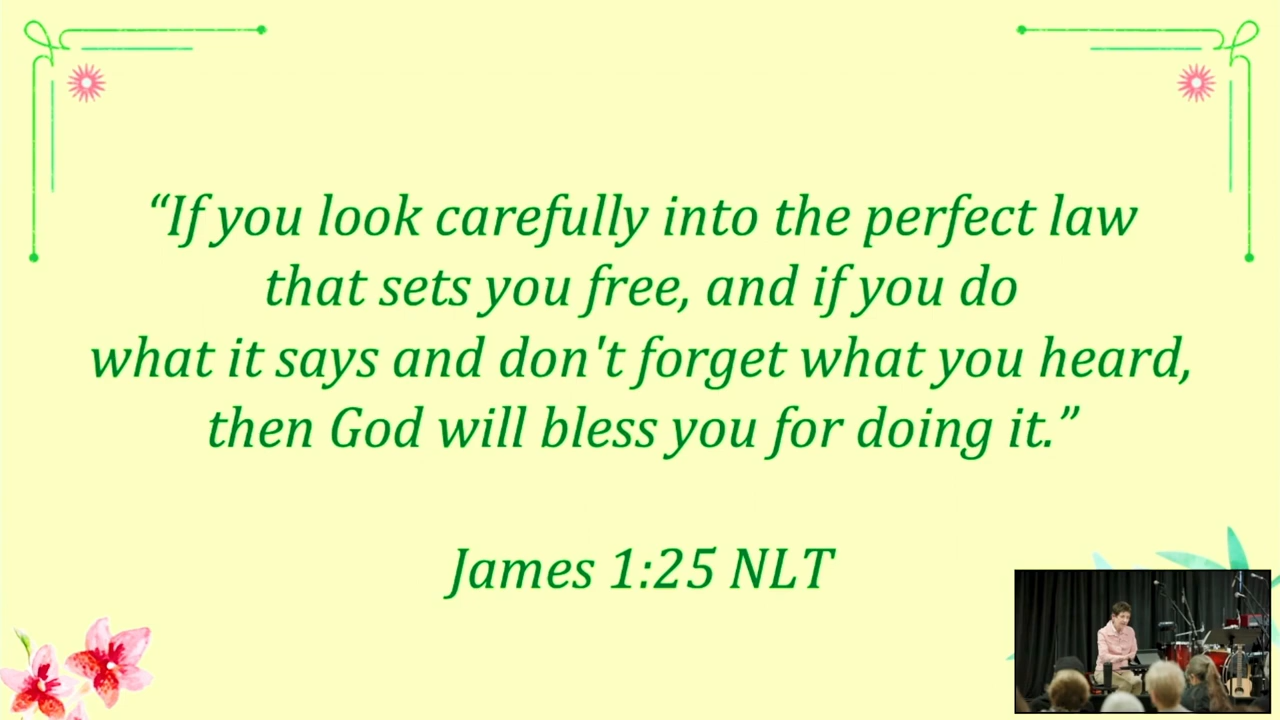 “If you look carefully into the perfect law
that sets you free, and if you do
what it says and don't forget what you heard,
then God will bless you for doing it.”
James 1:25 NLT